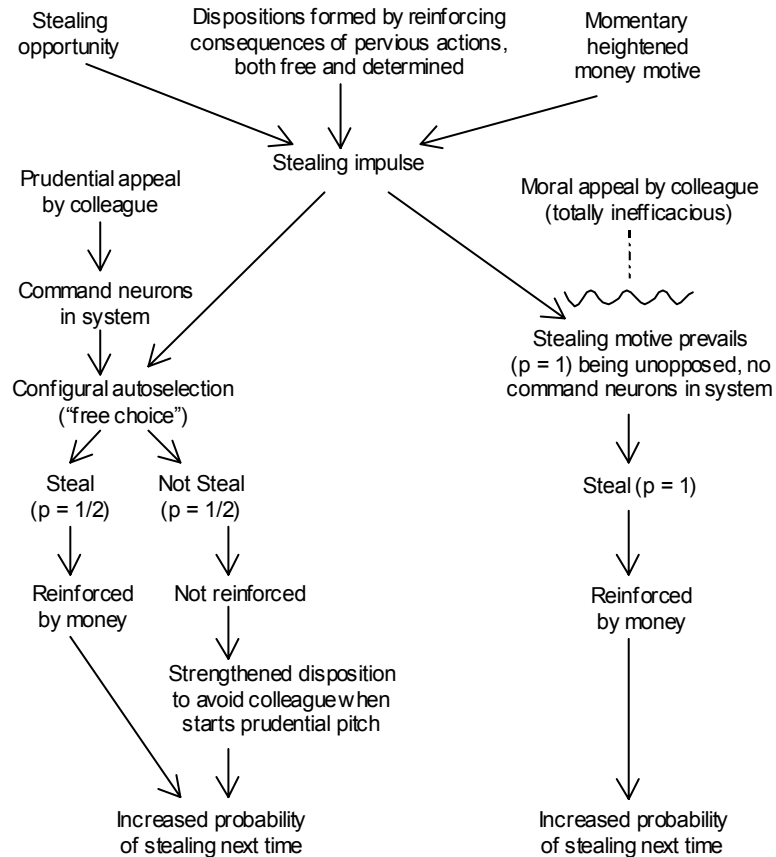 Stealing
opportunity
Dispositions formed by reinforcing
consequences of pervious actions,
both free and determined
Momentary
heightened
money motive
Stealing impulse
Prudential appeal
by colleague
Moral appeal by colleague
(totally inefficacious)
Command neurons
in system
Stealing motive prevails
(p = 1) being unopposed, no
command neurons in system
Configural autoselection
(“free choice”)
Steal
(p = 1/2)
Not Steal
(p = 1/2)
Steal (p = 1)
Reinforced
by money
Not reinforced
Reinforced
by money
Strengthened disposition
to avoid colleague when
starts prudential pitch
Increased probability
of stealing next time
Increased probability
of stealing next time